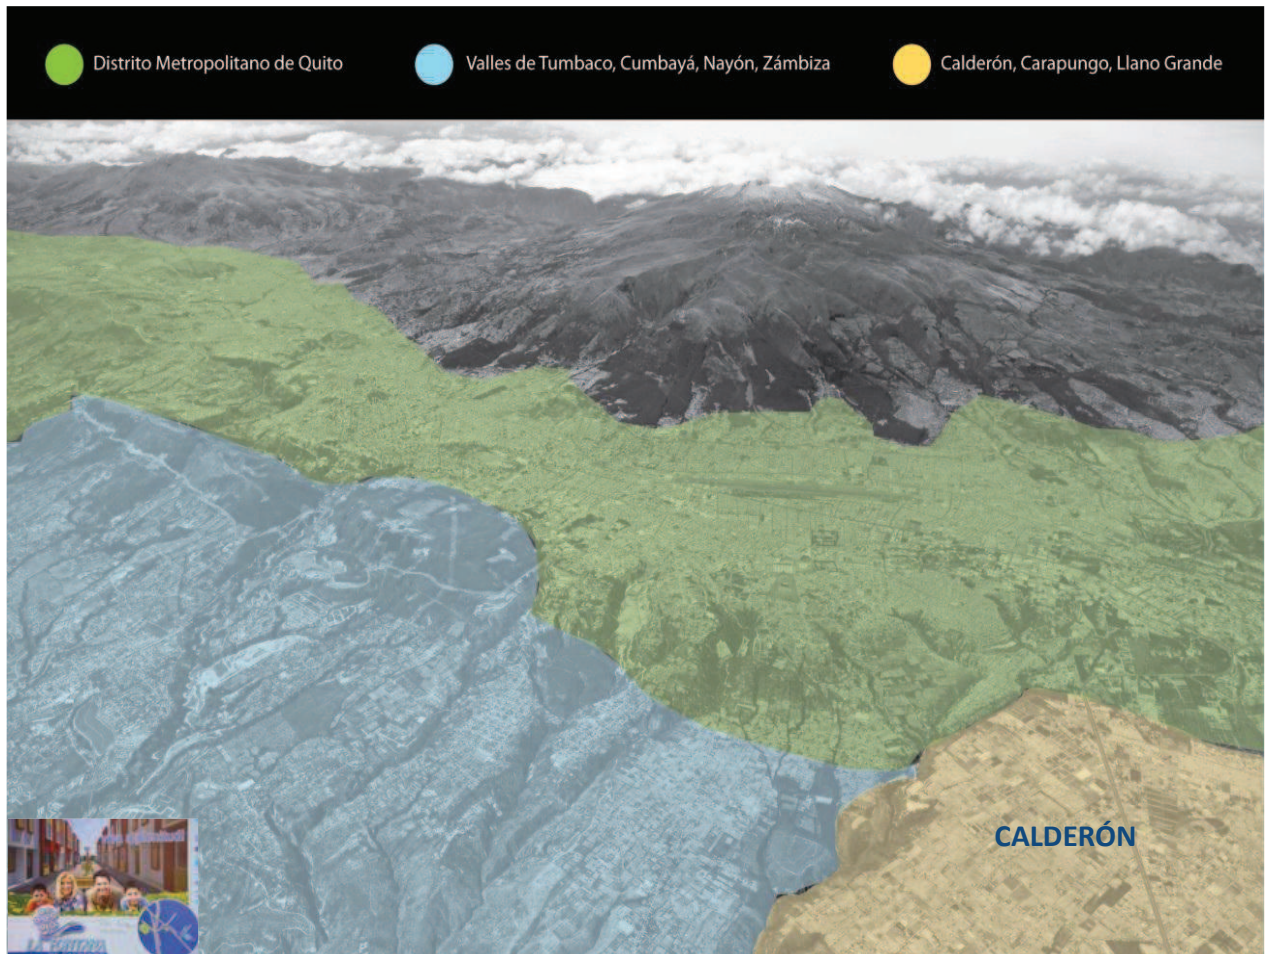 Distrito Metropolitano de Quito
Valles de Tumbaco, Cumbayá, Nayón, Zámbiza
Calderón, Carapungo, Llano Grande
CALDERÓN